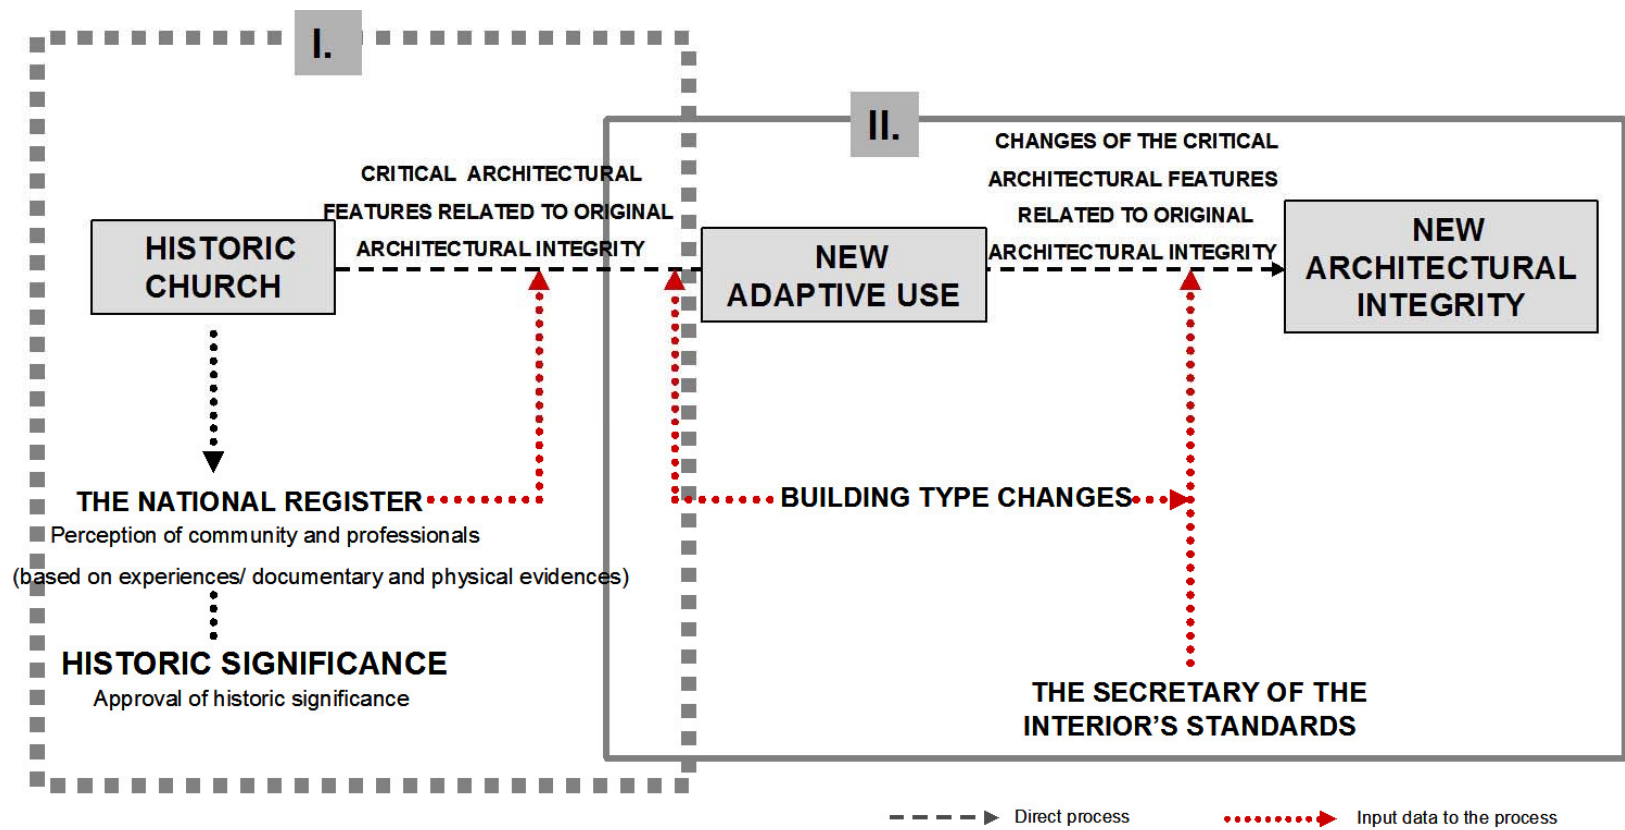 I.
II.
CRITICAL ARCHITECTURAL
FEATURES RELATED TO ORIGINAL
ARCHITECTURAL INTEGRITY
CHANGES OF THE CRITICAL
ARCHITECTURAL FEATURES
RELATED TO ORIGINAL
ARCHITECTURAL INTEGRITY
HISTORIC
CHURCH
NEW
ADAPTIVE USE
NEW
ARCHITECTURAL
INTEGRITY
THE NATIONAL REGISTER
Perception of community and professionals
(based on experiences/ documentary and physical evidences)
BUILDING TYPE CHANGES
HISTORIC SIGNIFICANCE
Approval of historic significance
THE SECRETARY OF THE
INTERIOR'S STANDARDS
Direct process
Input data to the process